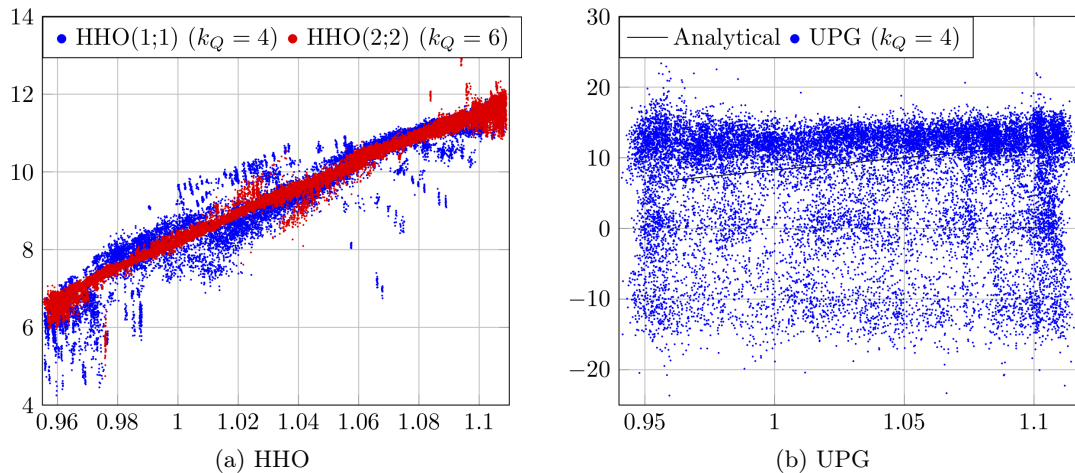 14
12
10
8
6
4
HHO(1;1) (k_Q = 4) HHO(2;2) (k_Q = 6)
0.96 0.98 1 1.02 1.04 1.06 1.08 1.1
(a) HHO
30
20
10
0
−10
−20
Analytical UPG (k_Q = 4)
0.95 1 1.05 1.1
(b) UPG